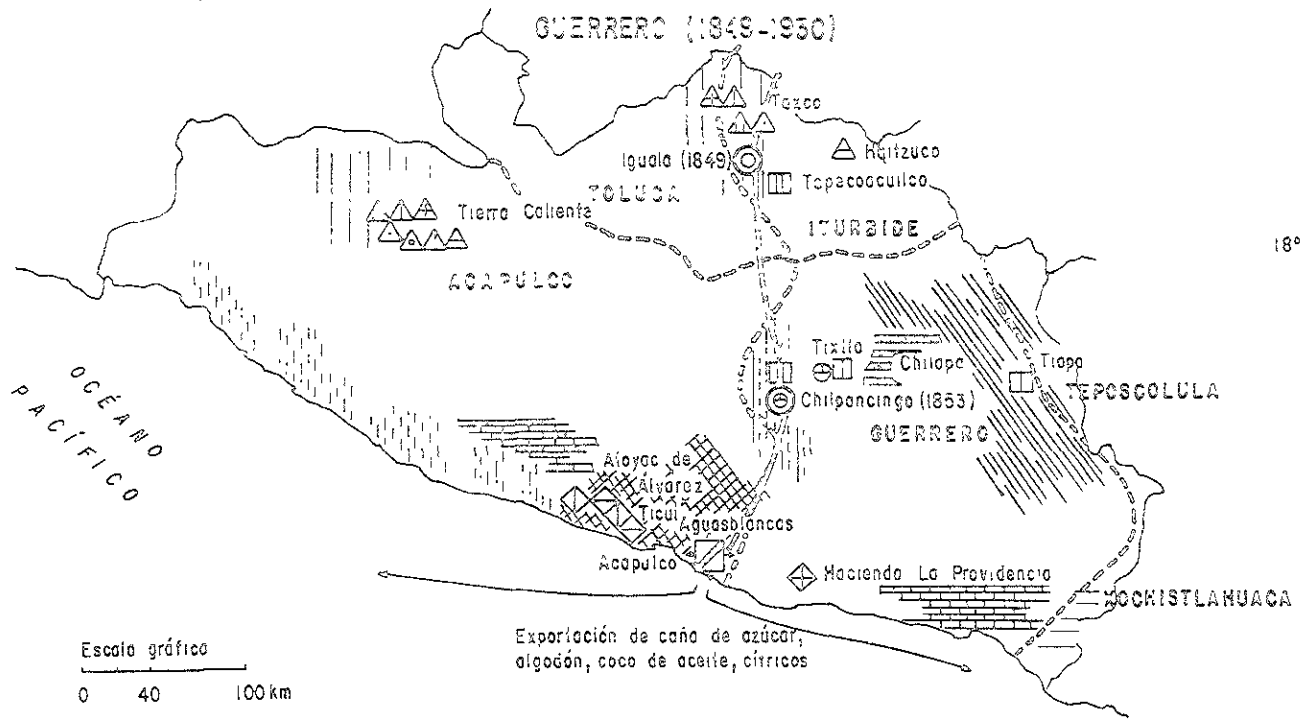 GUERRERO (1849-1950)
Taxco
Iguala (1849)
Huitzuco
Tepacoacuilco
TOLUCA
Tierra Caliente
ITURBIDE
18°
ACAPULCO
Tixtla
Chilapa
Tlapa
TEPOSCOLULA
Chilpancingo (1853)
GUERRERO
OCÉANO
PACÍFICO
Atoyac de
Álvarez
Ticuí
Aguasblancas
Acapulco
Hacienda La Providencia
XOCHISTLAHUACA
Exportación de caña de azúcar,
algodón, coco de aceite, cítricos
Escala gráfica
0 40 100 km